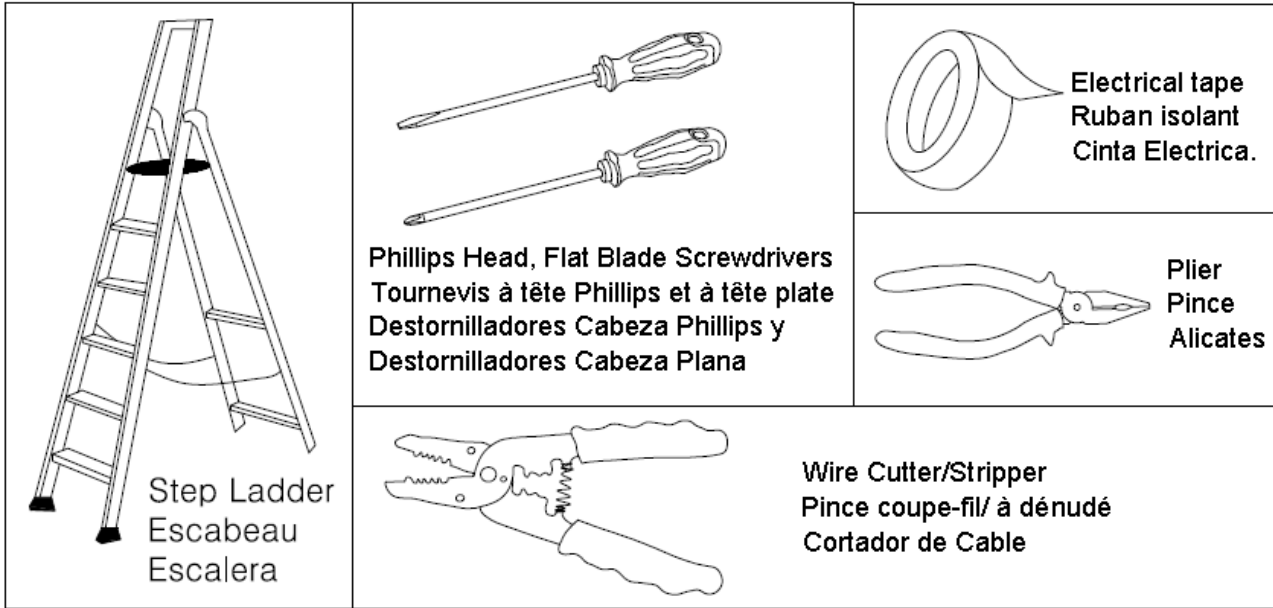 Step Ladder
Escabeau
Escalera
Phillips Head, Flat Blade Screwdrivers
Tournevis à tête Phillips et à tête plate
Destornilladores Cabeza Phillips y
Destornilladores Cabeza Plana
Electrical tape
Ruban isolant
Cinta Electrica.
Plier
Pince
Alicates
Wire Cutter/Stripper
Pince coupe-fil/ à dénudé
Cortador de Cable